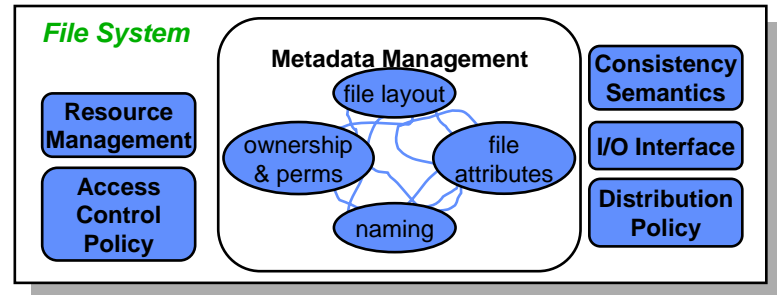 File System
Resource
Management
Access
Control
Policy
Metadata Management
file layout
ownership
& perms
file
attributes
naming
Consistency
Semantics
I/O Interface
Distribution
Policy